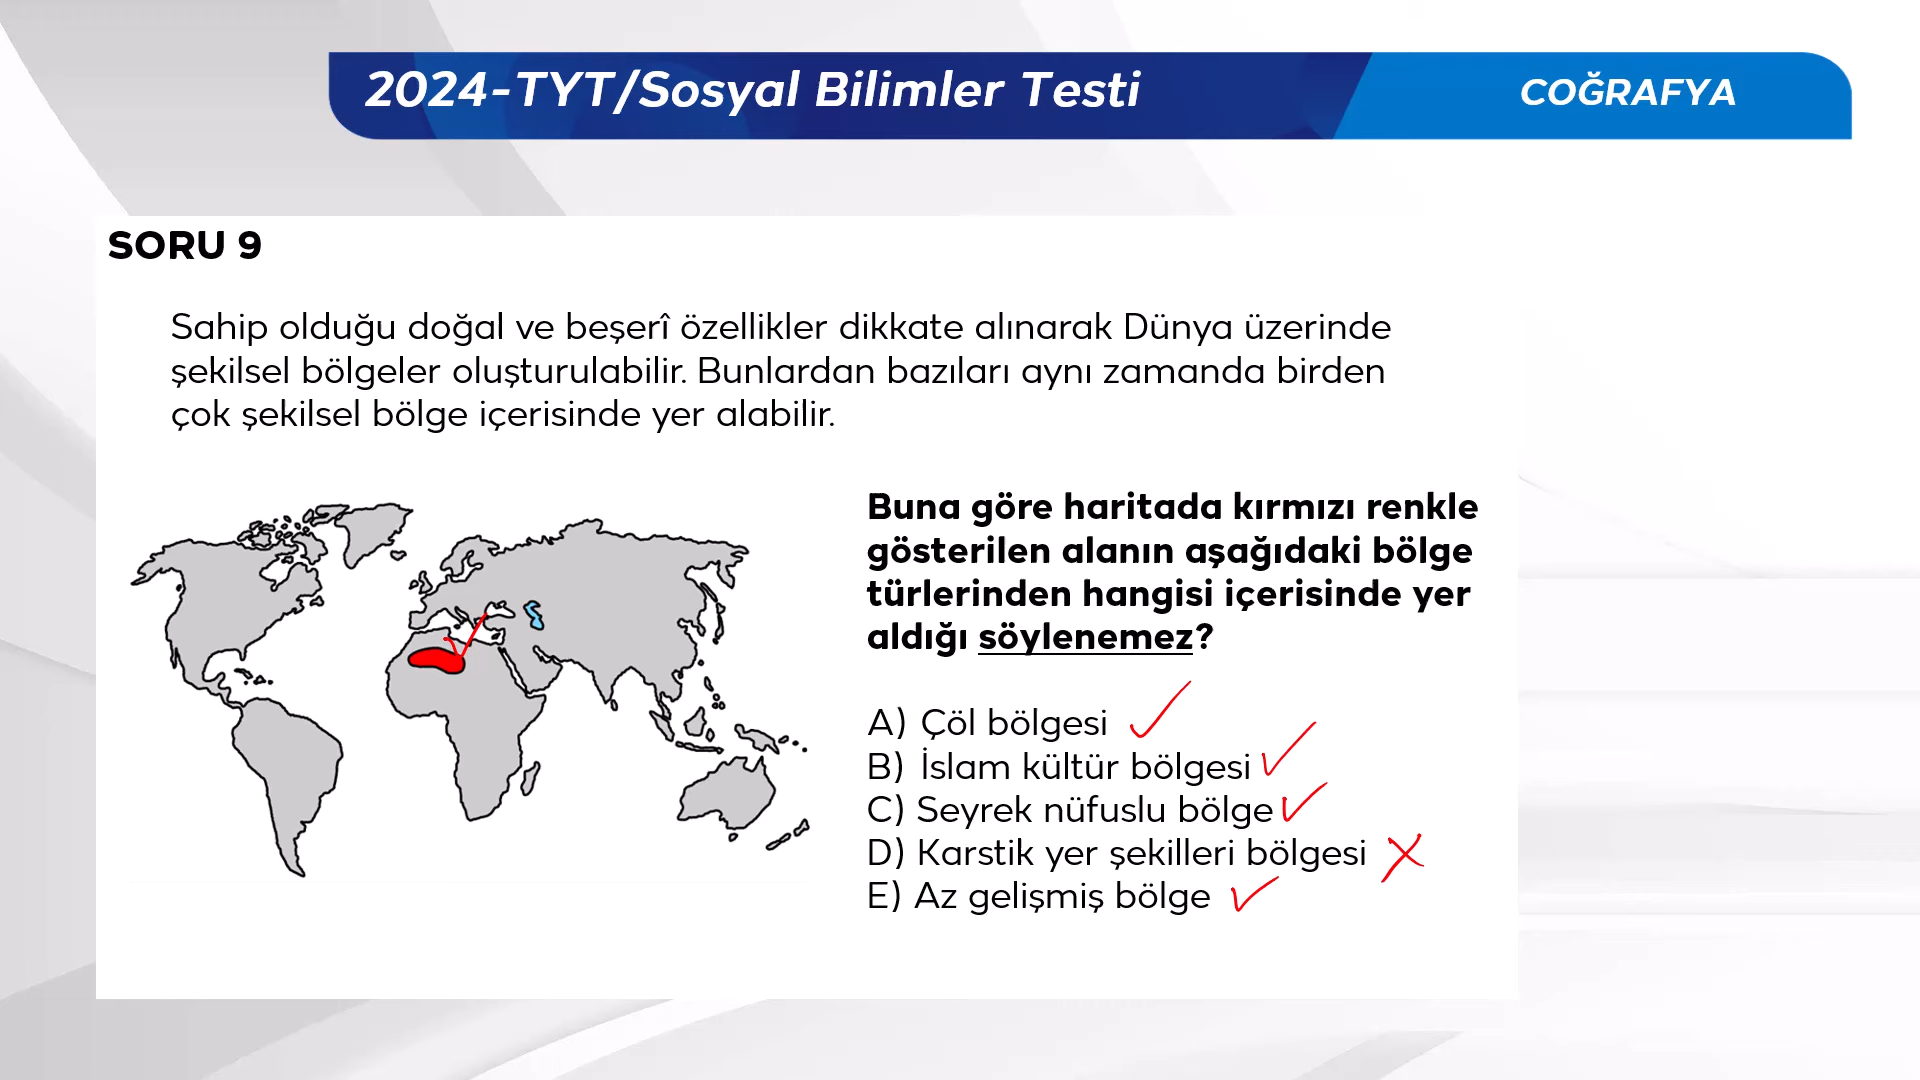 2024-TYT/Sosyal Bilimler Testi
COĞRAFYA
SORU 9
Sahip olduğu doğal ve beşerî özellikler dikkate alınarak Dünya üzerinde
şekilsel bölgeler oluşturulabilir. Bunlardan bazıları aynı zamanda birden
çok şekilsel bölge içerisinde yer alabilir.
Buna göre haritada kırmızı renkle
gösterilen alanın aşağıdaki bölge
türlerinden hangisi içerisinde yer
aldığı söylenemez?
A) Çöl bölgesi
B) İslam kültür bölgesi
C) Seyrek nüfuslu bölge
D) Karstik yer şekilleri bölgesi
E) Az gelişmiş bölge